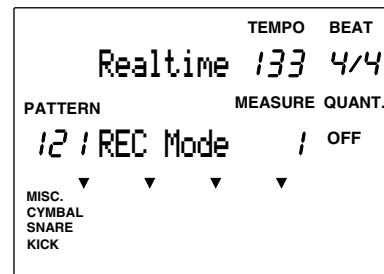 TEMPO BEAT
Realtime 133 4/4
PATTERN MEASURE QUANT.
121 REC Mode 1 OFF
MISC.
CYMBAL
SNARE
KICK